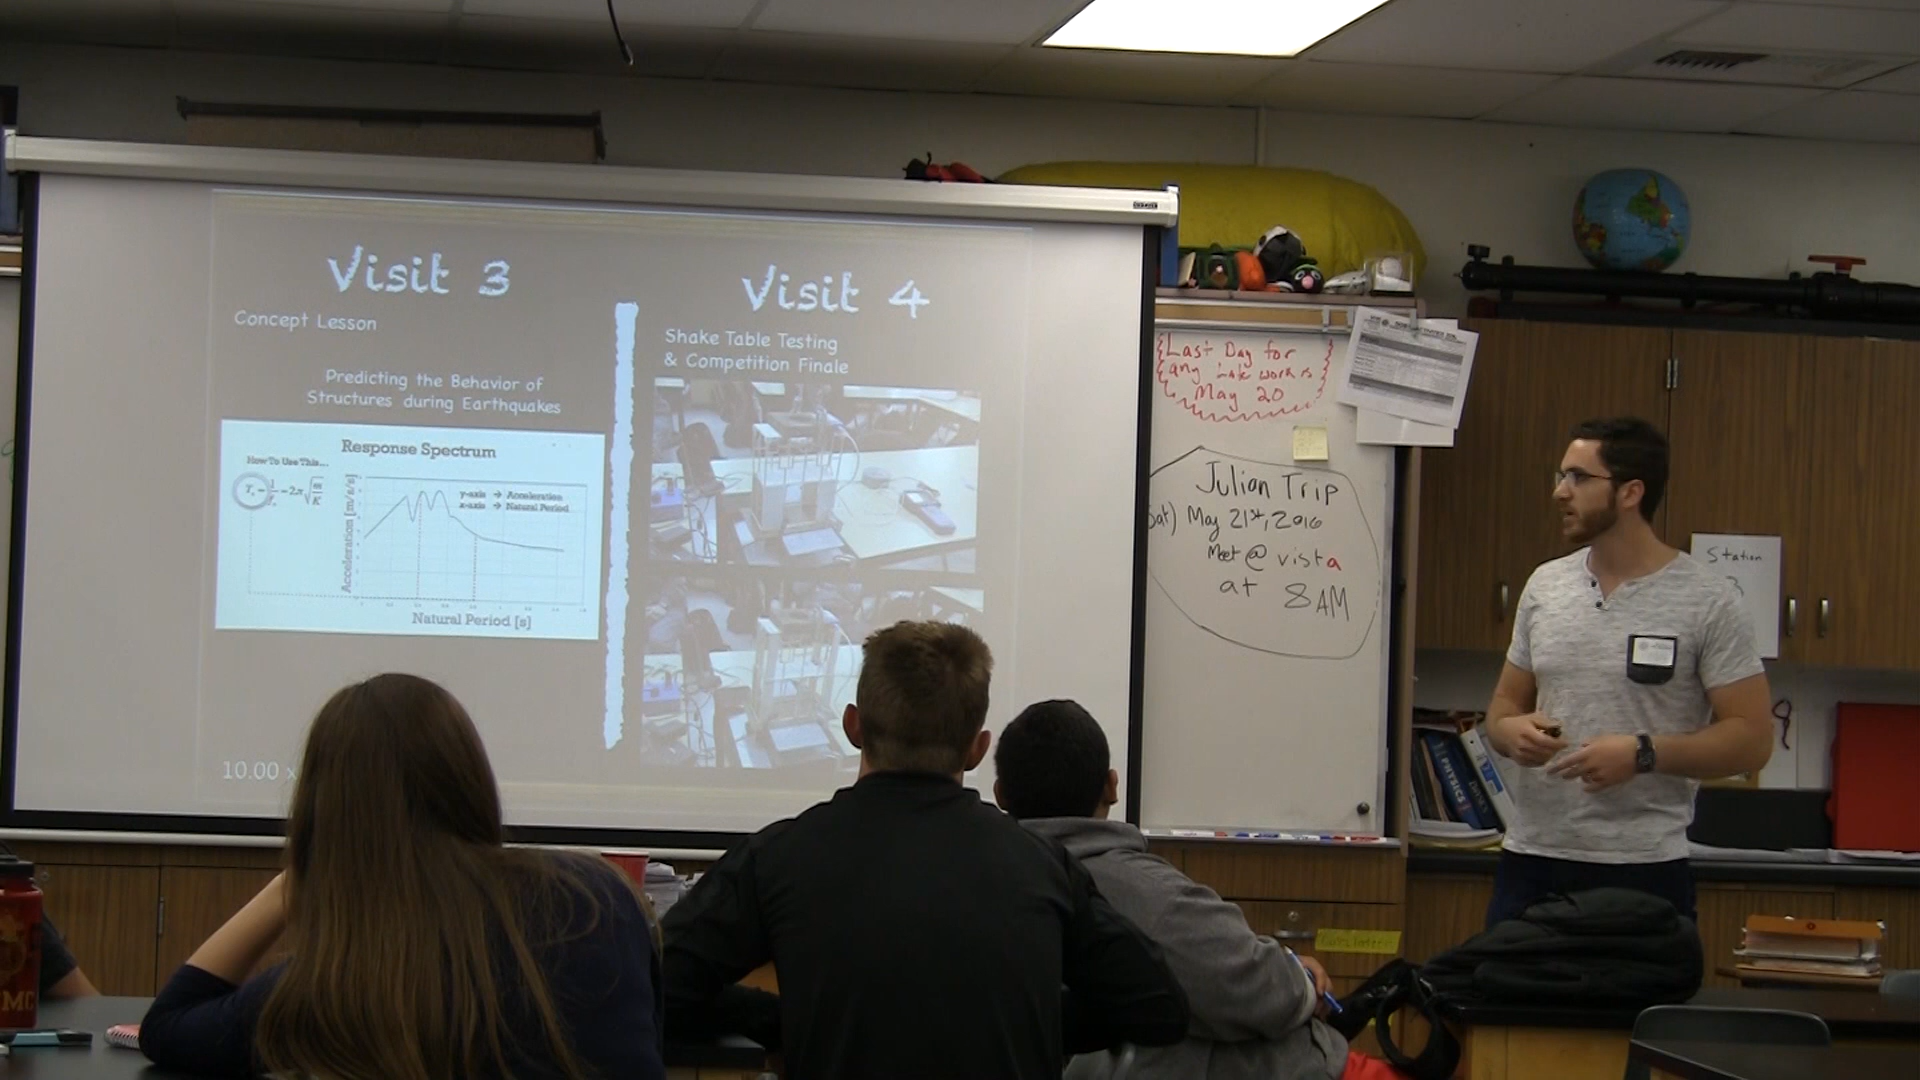 Visit 3
Concept Lesson
Predicting the Behavior of
Structures during Earthquakes
How To Use This...
Response Spectrum
y-axis → Acceleration
x-axis → Natural Period
Acceleration [m/s/s]
Natural Period [s]
10.00 x
Visit 4
Shake Table Testing
& Competition Finale
Last Day for
any Late work is
May 20
Julian Trip
Sat) May 21st, 2016
Meet @ vista
at 8AM
Station
3
PHYSICS
MC